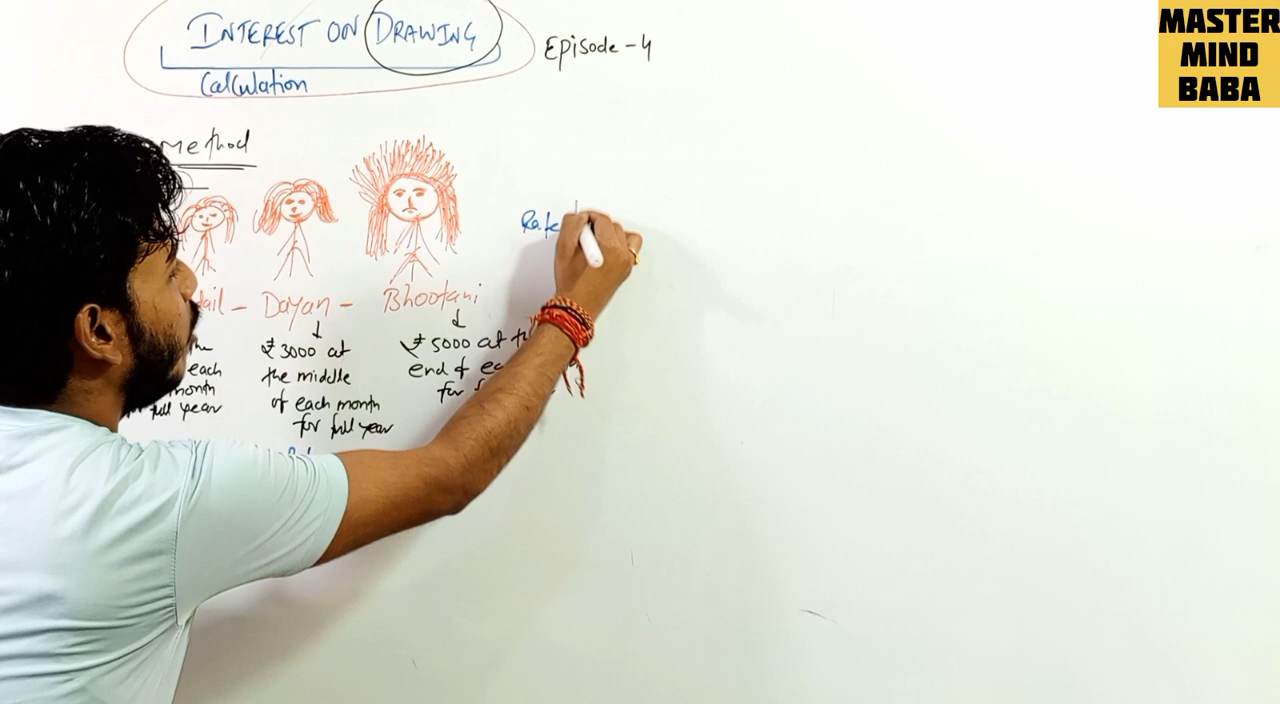 INTEREST ON DRAWING
Calculation
Episode-4
MASTER
MIND
BABA
Method
Rate
Dayan - Bhootani
₹ 3000 at
the middle
of each month
for full year
₹ 5000 at
end of
for
each
month
full year